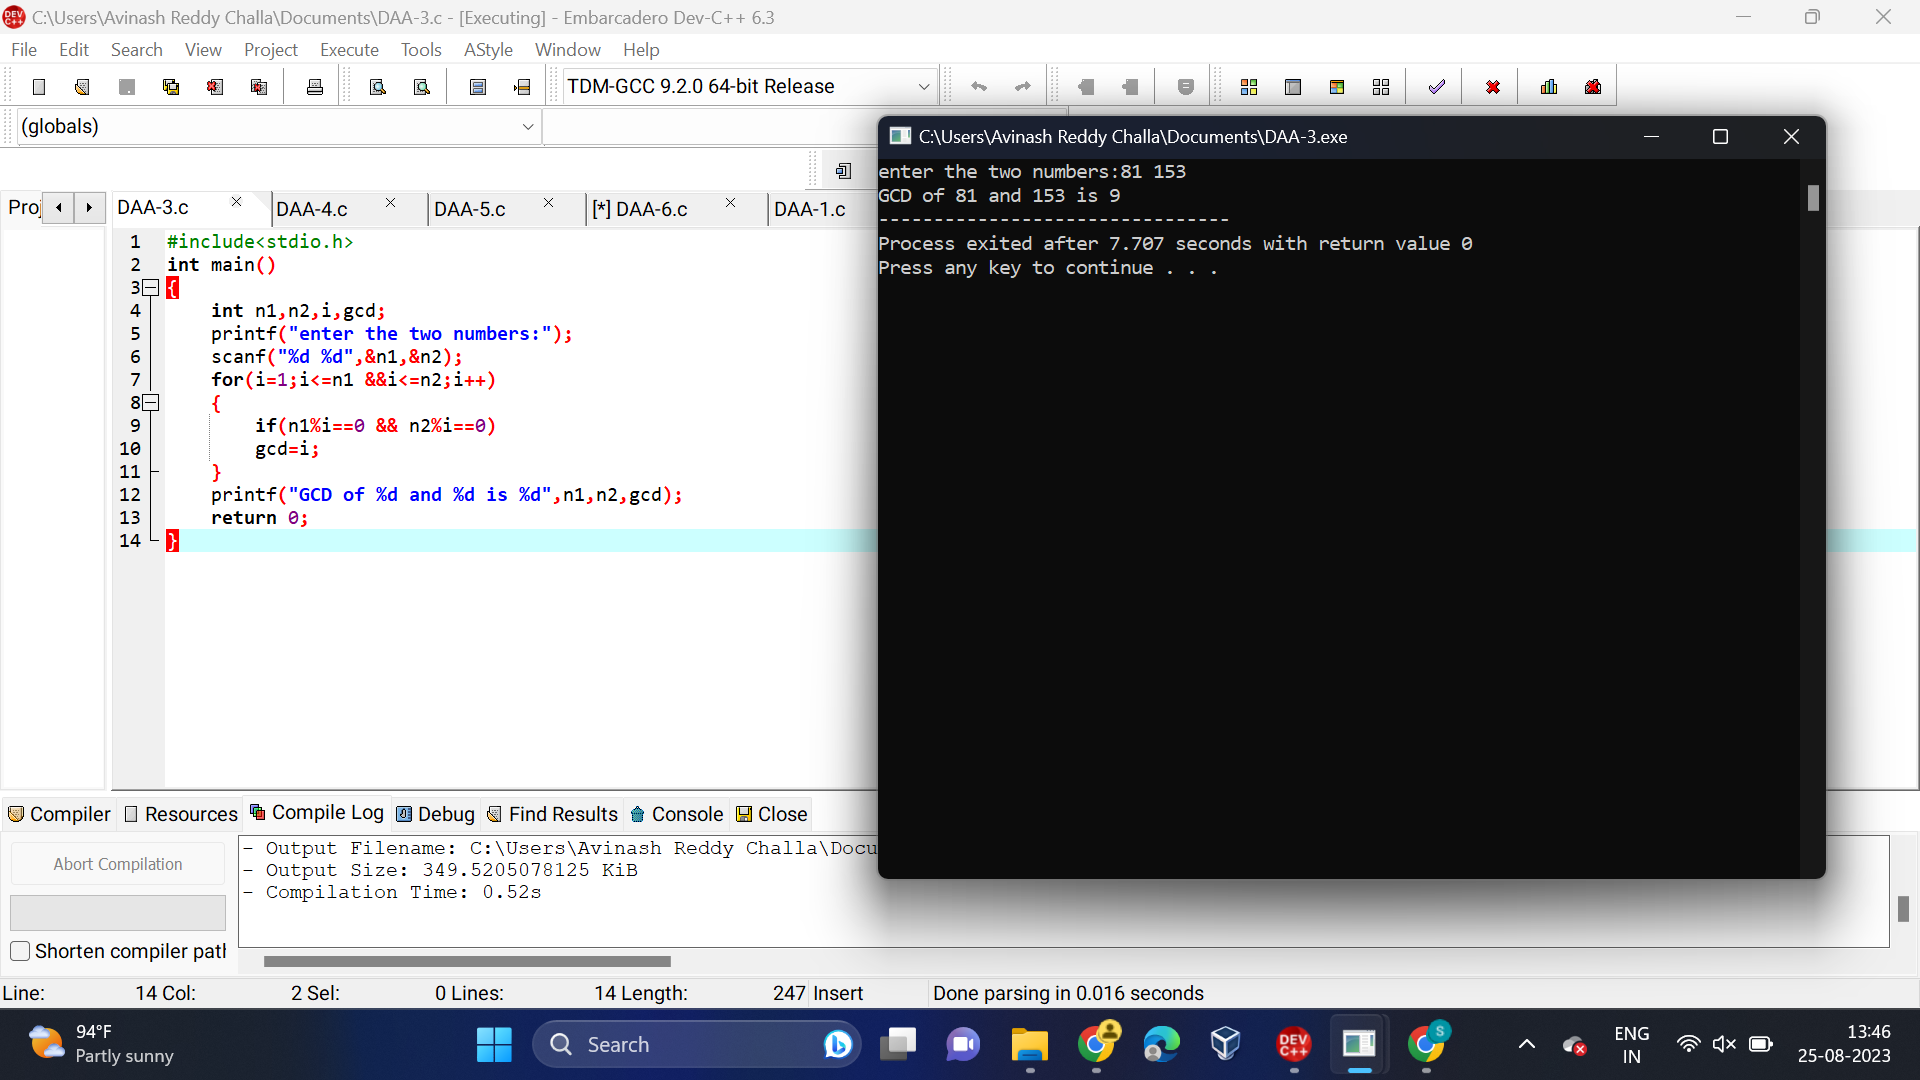 C:\Users\Avinash Reddy Challa\Documents\DAA-3.c - [Executing] - Embarcadero Dev-C++ 6.3
File Edit Search View Project Execute Tools AStyle Window Help
TDM-GCC 9.2.0 64-bit Release
(globals)
Proj
DAA-3.c DAA-4.c DAA-5.c [*] DAA-6.c DAA-1.c
1 #include<stdio.h>
2 int main()
3 {
4 int n1,n2,i,gcd;
5 printf("enter the two numbers:");
6 scanf("%d %d",&n1,&n2);
7 for(i=1;i<=n1 &&i<=n2;i++)
8 {
9 if(n1%i==0 && n2%i==0)
10 gcd=i;
11 }
12 printf("GCD of %d and %d is %d",n1,n2,gcd);
13 return 0;
14 }
C:\Users\Avinash Reddy Challa\Documents\DAA-3.exe
enter the two numbers:81 153
GCD of 81 and 153 is 9
--------------------------------
Process exited after 7.707 seconds with return value 0
Press any key to continue . . .
Compiler Resources Compile Log Debug Find Results Console Close
Abort Compilation
Shorten compiler path
- Output Filename: C:\Users\Avinash Reddy Challa\Docu
- Output Size: 349.5205078125 KiB
- Compilation Time: 0.52s
Line: 14 Col: 2 Sel: 0 Lines: 14 Length: 247 Insert Done parsing in 0.016 seconds
94°F
Partly sunny
Search
DEV
C++
S
ENG
IN
13:46
25-08-2023